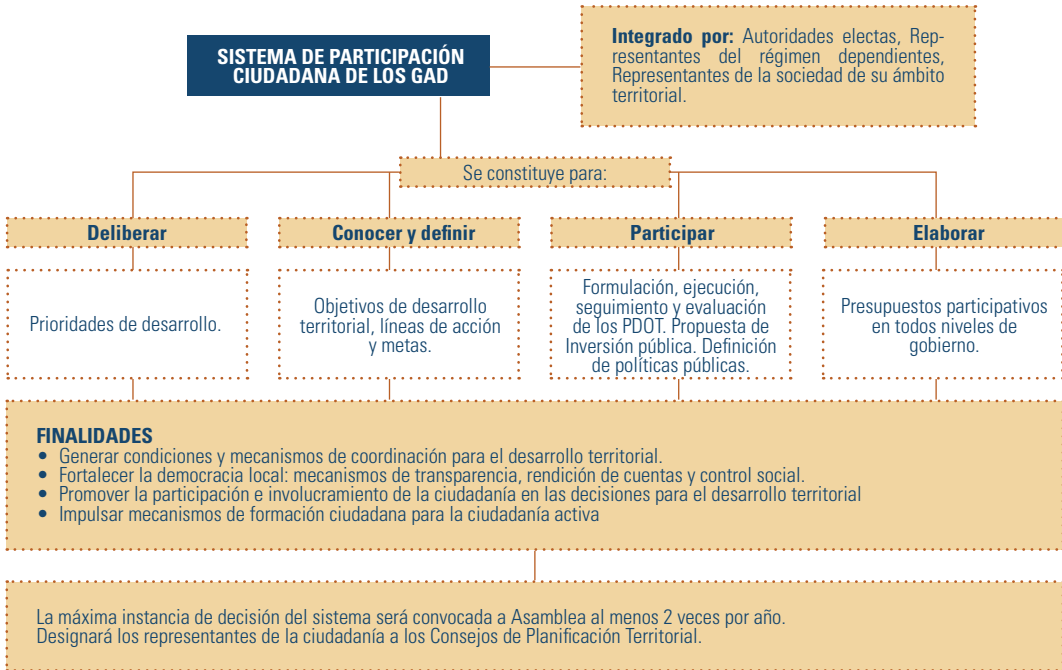 SISTEMA DE PARTICIPACIÓN
CIUDADANA DE LOS GAD
Integrado por: Autoridades electas, Rep-
resentantes del régimen dependientes,
Representantes de la sociedad de su ámbito
territorial.
Se constituye para:
Deliberar
Conocer y definir
Participar
Elaborar
Prioridades de desarrollo.
Objetivos de desarrollo
territorial, líneas de acción
y metas.
Formulación, ejecución,
seguimiento y evaluación
de los PDOT. Propuesta de
Inversión pública. Definición
de políticas públicas.
Presupuestos participativos
en todos niveles de
gobierno.
FINALIDADES
• Generar condiciones y mecanismos de coordinación para el desarrollo territorial.
• Fortalecer la democracia local: mecanismos de transparencia, rendición de cuentas y control social.
• Promover la participación e involucramiento de la ciudadanía en las decisiones para el desarrollo territorial
• Impulsar mecanismos de formación ciudadana para la ciudadanía activa
La máxima instancia de decisión del sistema será convocada a Asamblea al menos 2 veces por año.
Designará los representantes de la ciudadanía a los Consejos de Planificación Territorial.